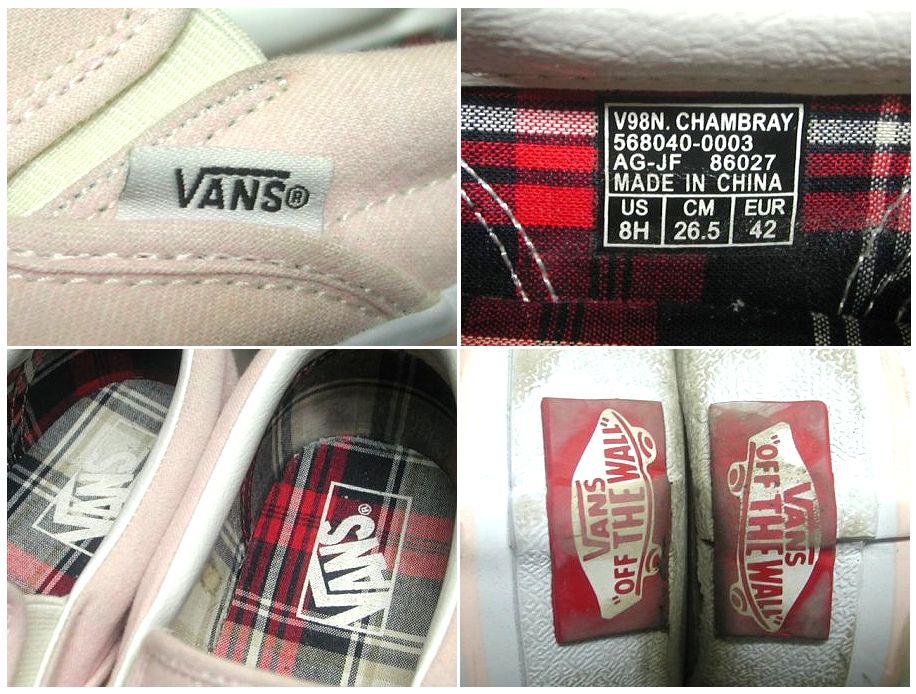 VANS®
V98N. CHAMBRAY
568040-0003
AG-JF 86027
MADE IN CHINA
US CM EUR
8H 26.5 42
VANS
VANS®
VANS
"OFF THE WALL"
VANS
"OFF THE WALL"